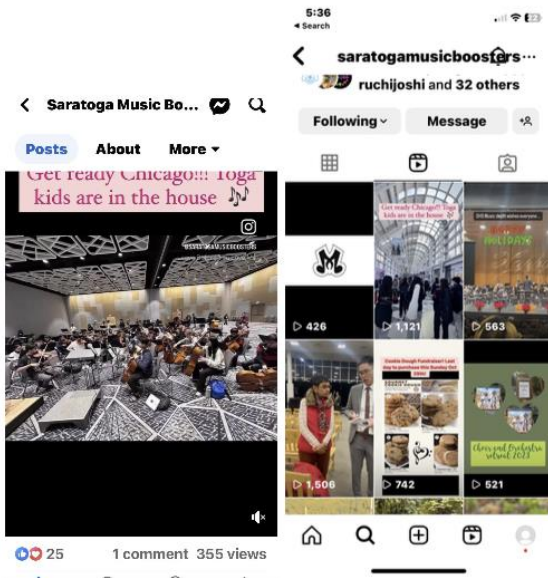 Saratoga Music Bo...
Posts
About
More
Get ready Chicago!!! Toga
kids are in the house
@SARATOGAMUSICBOOSTERS
25
1 comment 355 views
5:36
Search
saratogamusicboosters
ruchijoshi and 32 others
Following
Message
426
Get ready Chicago!!! Toga
kids are in the house
1,121
HAPPY
HOLIDAYS
563
1,506
Cookie Dough Fundraiser! Last
day to purchase this Sunday Oct
742
Choir and Orchestra
retreat 2023
521